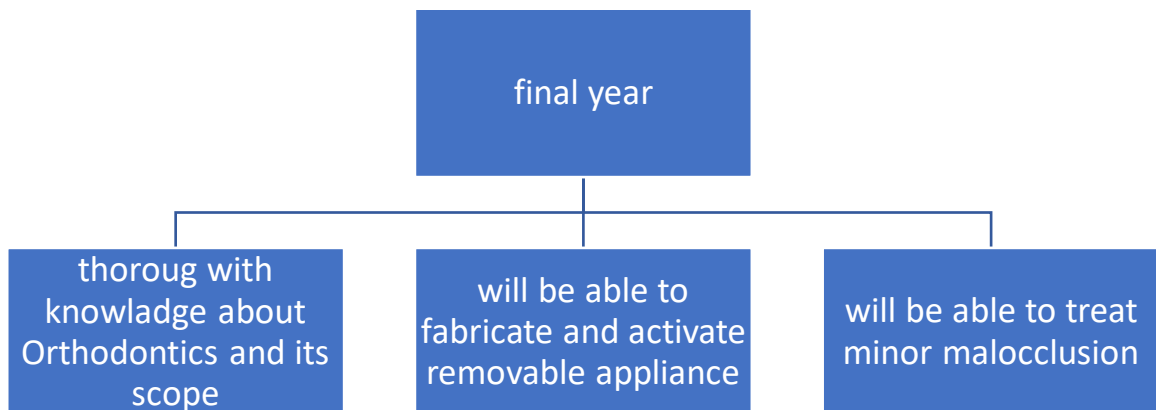 final year
thoroug with
knowladge about
Orthodontics and its
scope
will be able to
fabricate and activate
removable appliance
will be able to treat
minor malocclusion